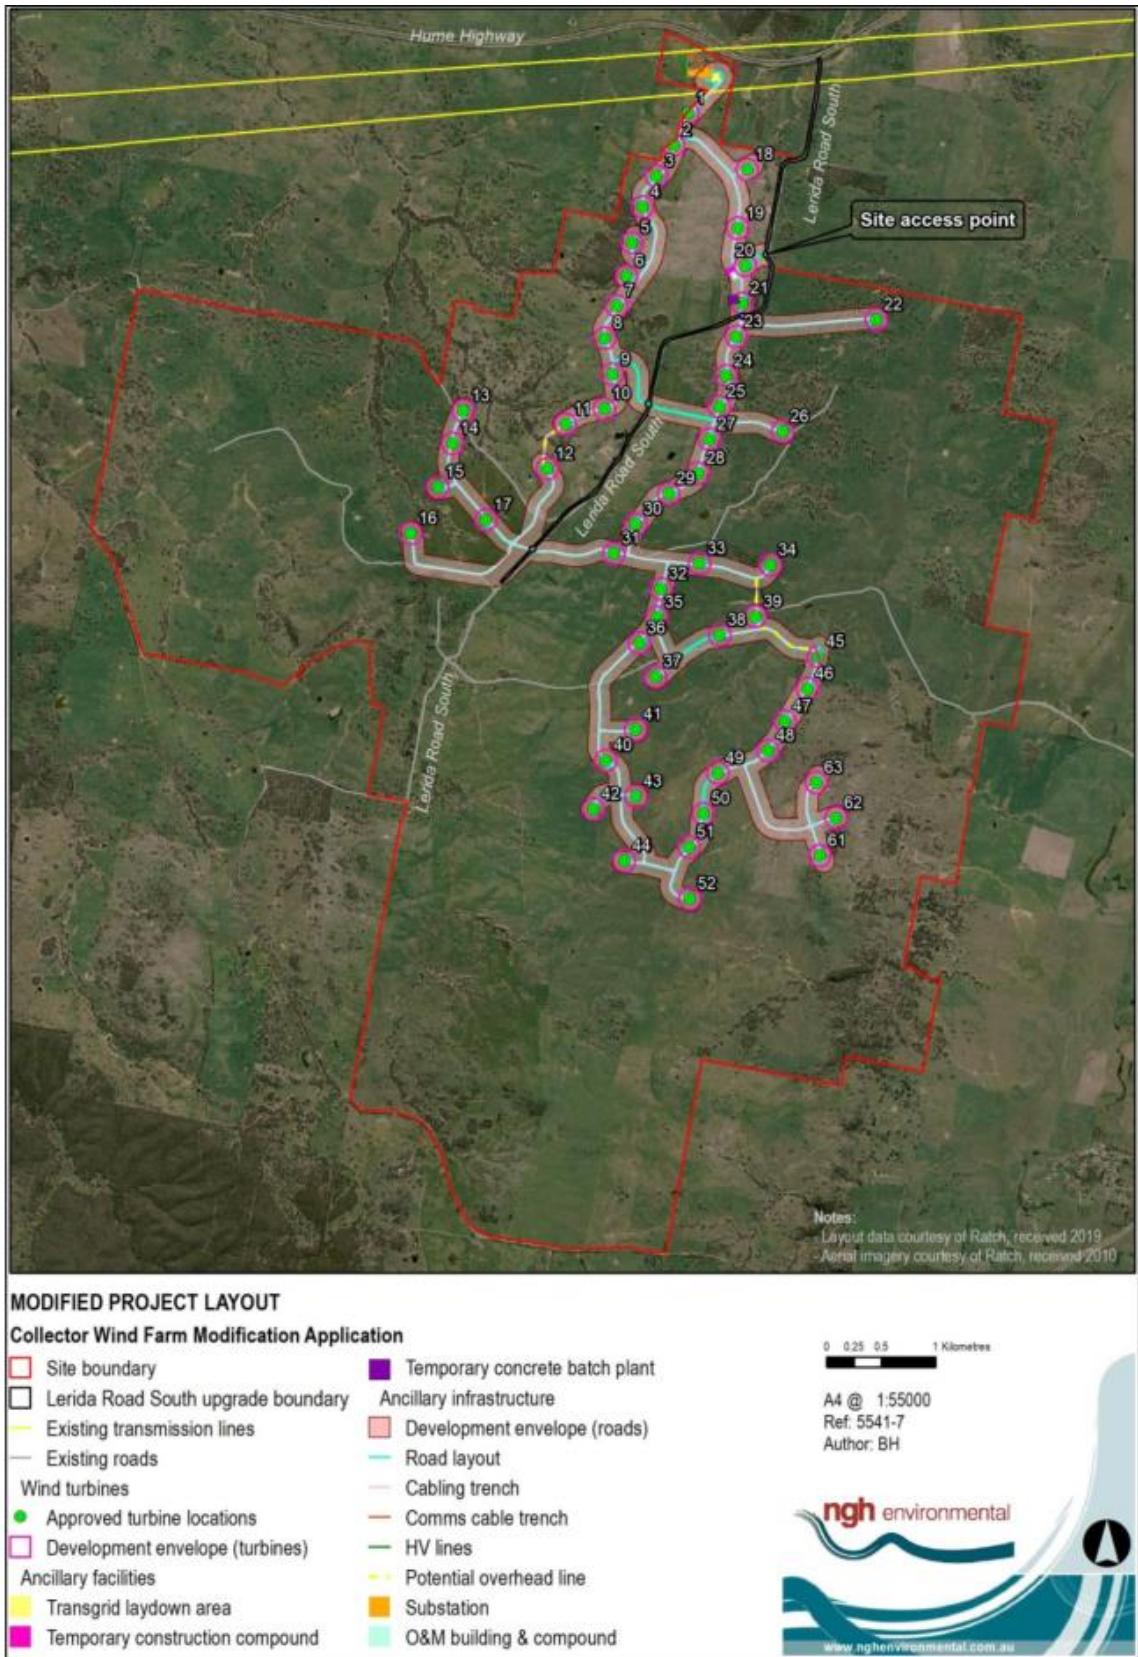 Hume Highway
1
2
3
18
4
Lerida Road South
19
Site access point
5
20
6
7
21
22
8
23
9
24
10
25
13
11
26
14
27
12
28
15
29
17
Lerida Road South
16
30
31
33
34
32
35
39
36
38
45
37
46
Lerida Road South
47
41
48
40
49
63
43
42
50
62
51
61
44
52
Notes:
- Layout data courtesy of Ratch, received 2019
- Aerial imagery courtesy of Ratch, received 2010
MODIFIED PROJECT LAYOUT
Collector Wind Farm Modification Application
Site boundary
Lerida Road South upgrade boundary
Existing transmission lines
Existing roads
Wind turbines
Approved turbine locations
Development envelope (turbines)
Ancillary facilities
Transgrid laydown area
Temporary construction compound
Temporary concrete batch plant
Ancillary infrastructure
Development envelope (roads)
Road layout
Cabling trench
Comms cable trench
HV lines
Potential overhead line
Substation
O&M building & compound
0 0.25 0.5 1 Kilometres
A4 @ 1:55000
Ref: 5541-7
Author: BH
ngh environmental
www.nghenvironmental.com.au